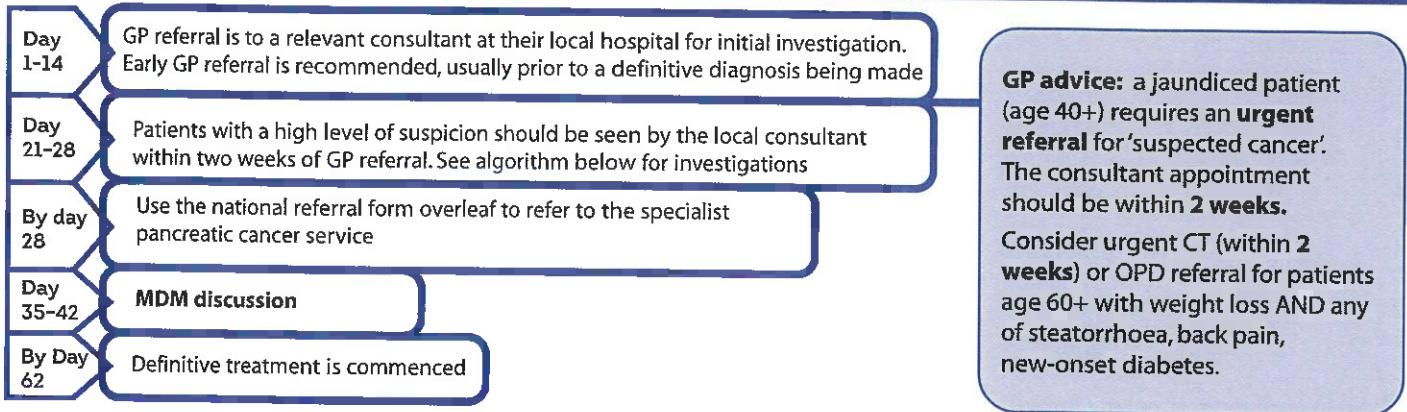 Day
1–14
GP referral is to a relevant consultant at their local hospital for initial investigation.
Early GP referral is recommended, usually prior to a definitive diagnosis being made
Day
21–28
Patients with a high level of suspicion should be seen by the local consultant
within two weeks of GP referral. See algorithm below for investigations
By day
28
Use the national referral form overleaf to refer to the specialist
pancreatic cancer service
Day
35–42
MDM discussion
By Day
62
Definitive treatment is commenced
GP advice: a jaundiced patient
(age 40+) requires an urgent
referral for 'suspected cancer'.
The consultant appointment
should be within 2 weeks.
Consider urgent CT (within 2
weeks) or OPD referral for patients
age 60+ with weight loss AND any
of steatorrhoea, back pain,
new-onset diabetes.